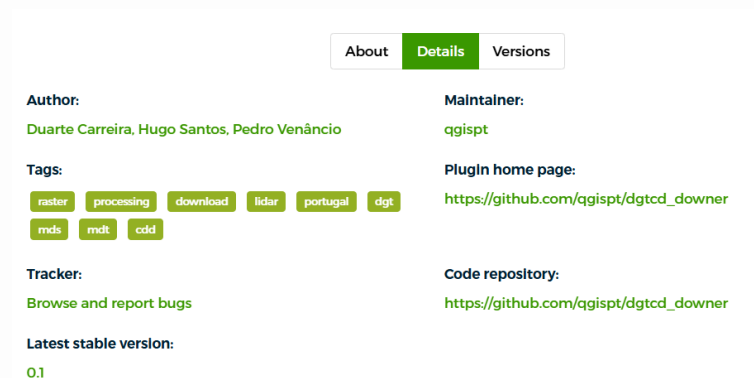 About Details Versions
Author:
Duarte Carreira, Hugo Santos, Pedro Venâncio
Maintainer:
qgispt
Tags:
raster processing download lidar portugal dgt
mds mdt cdd
Plugin home page:
https://github.com/qgispt/dgtcd_downer
Tracker:
Browse and report bugs
Code repository:
https://github.com/qgispt/dgtcd_downer
Latest stable version:
0.1